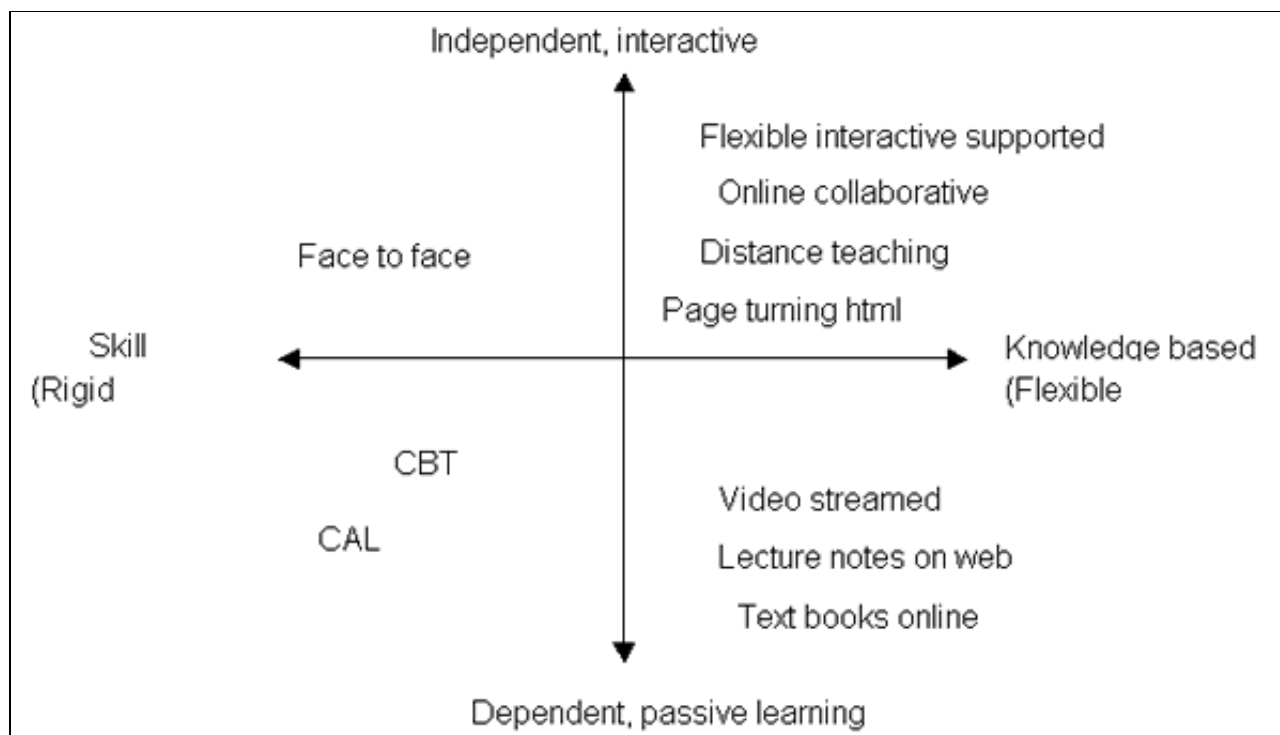 Independent, interactive
Flexible interactive supported
Online collaborative
Face to face
Distance teaching
Page turning html
Skill
(Rigid
Knowledge based
(Flexible
CBT
CAL
Video streamed
Lecture notes on web
Text books online
Dependent, passive learning